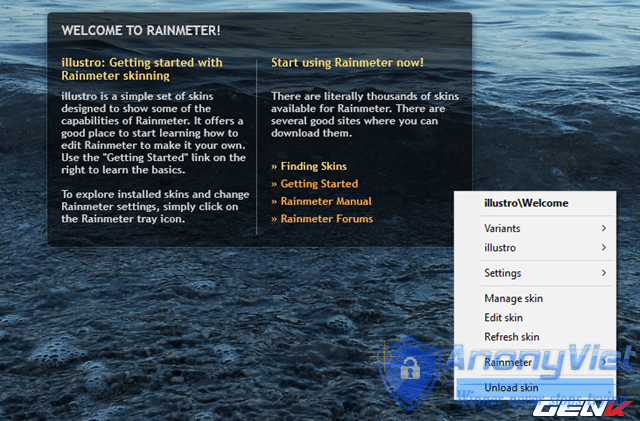 WELCOME TO RAINMETER!
illustro: Getting started with
Rainmeter skinning
illustro is a simple set of skins
designed to show some of the
capabilities of Rainmeter. It offers a
good place to start learning how to
edit Rainmeter to make it your own.
Use the "Getting Started" link on the
right to learn the basics.
To explore installed skins and change
Rainmeter settings, simply click on
the Rainmeter tray icon.
Start using Rainmeter now!
There are literally thousands of skins
available for Rainmeter. There are
several good sites where you can
download them.
» Finding Skins
» Getting Started
» Rainmeter Manual
» Rainmeter Forums
illustro\Welcome
Variants
illustro
Settings
Manage skin
Edit skin
Refresh skin
Rainmeter
Unload skin
AnonyViet
GENK